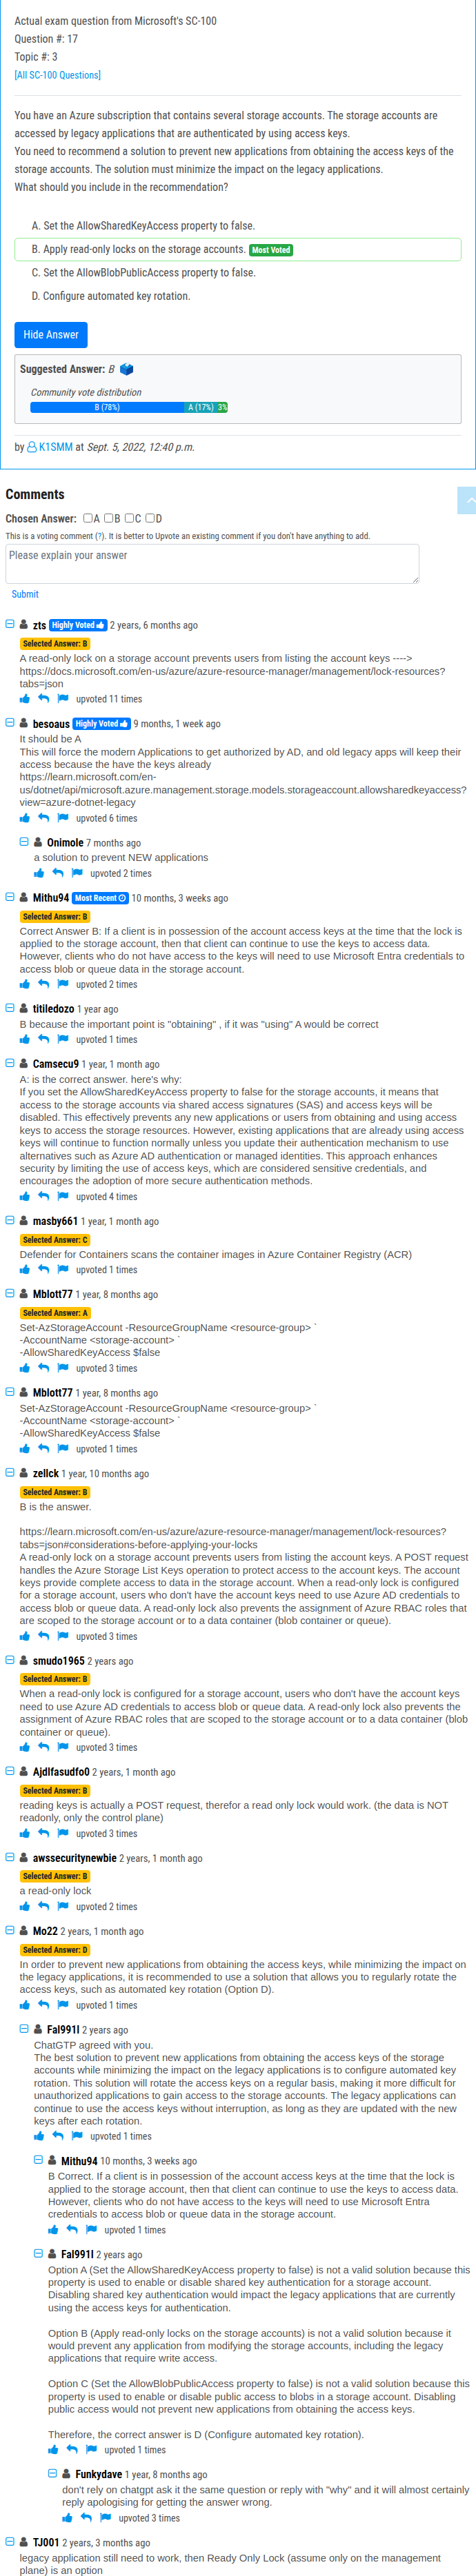 Actual exam question from Microsoft's SC-100
Question #: 17
Topic #: 3
[All SC-100 Questions]
You have an Azure subscription that contains several storage accounts. The storage accounts are
accessed by legacy applications that are authenticated by using access keys.
You need to recommend a solution to prevent new applications from obtaining the access keys of the
storage accounts. The solution must minimize the impact on the legacy applications.
What should you include in the recommendation?
A. Set the AllowSharedKeyAccess property to false.
B. Apply read-only locks on the storage accounts. Most Voted
C. Set the AllowBlobPublicAccess property to false.
D. Configure automated key rotation.
Hide Answer
Suggested Answer: B
Community vote distribution
B (78%) A (17%) 3%
by K1SMM at Sept. 5, 2022, 12:40 p.m.
Comments
Chosen Answer: A B C D
This is a voting comment (?). It is better to Upvote an existing comment if you don't have anything to add.
Please explain your answer
Submit
zts Highly Voted 2 years, 6 months ago
Selected Answer: B
A read-only lock on a storage account prevents users from listing the account keys ---->
https://docs.microsoft.com/en-us/azure/azure-resource-manager/management/lock-resources?
tabs=json
upvoted 11 times
besoaus Highly Voted 9 months, 1 week ago
It should be A
This will force the modern Applications to get authorized by AD, and old legacy apps will keep their
access because the have the keys already
https://learn.microsoft.com/en-
us/dotnet/api/microsoft.azure.management.storage.models.storageaccount.allowsharedkeyaccess?
view=azure-dotnet-legacy
upvoted 6 times
Onimole 7 months ago
a solution to prevent NEW applications
upvoted 2 times
Mithu94 Most Recent 10 months, 3 weeks ago
Selected Answer: B
Correct Answer B: If a client is in possession of the account access keys at the time that the lock is
applied to the storage account, then that client can continue to use the keys to access data.
However, clients who do not have access to the keys will need to use Microsoft Entra credentials to
access blob or queue data in the storage account.
upvoted 2 times
titiledozo 1 year ago
B because the important point is "obtaining" , if it was "using" A would be correct
upvoted 1 times
Camsecu9 1 year, 1 month ago
A: is the correct answer. here's why:
If you set the AllowSharedKeyAccess property to false for the storage accounts, it means that
access to the storage accounts via shared access signatures (SAS) and access keys will be
disabled. This effectively prevents any new applications or users from obtaining and using access
keys to access the storage resources. However, existing applications that are already using access
keys will continue to function normally unless you update their authentication mechanism to use
alternatives such as Azure AD authentication or managed identities. This approach enhances
security by limiting the use of access keys, which are considered sensitive credentials, and
encourages the adoption of more secure authentication methods.
upvoted 4 times
masby661 1 year, 1 month ago
Selected Answer: C
Defender for Containers scans the container images in Azure Container Registry (ACR)
upvoted 1 times
Mblott77 1 year, 8 months ago
Selected Answer: A
Set-AzStorageAccount -ResourceGroupName <resource-group> `
-AccountName <storage-account> `
-AllowSharedKeyAccess $false
upvoted 3 times
Mblott77 1 year, 8 months ago
Set-AzStorageAccount -ResourceGroupName <resource-group> `
-AccountName <storage-account> `
-AllowSharedKeyAccess $false
upvoted 1 times
zellck 1 year, 10 months ago
Selected Answer: B
B is the answer.
https://learn.microsoft.com/en-us/azure/azure-resource-manager/management/lock-resources?
tabs=json#considerations-before-applying-your-locks
A read-only lock on a storage account prevents users from listing the account keys. A POST request
handles the Azure Storage List Keys operation to protect access to the account keys. The account
keys provide complete access to data in the storage account. When a read-only lock is configured
for a storage account, users who don't have the account keys need to use Azure AD credentials to
access blob or queue data. A read-only lock also prevents the assignment of Azure RBAC roles that
are scoped to the storage account or to a data container (blob container or queue).
upvoted 3 times
smudo1965 2 years ago
Selected Answer: B
When a read-only lock is configured for a storage account, users who don't have the account keys
need to use Azure AD credentials to access blob or queue data. A read-only lock also prevents the
assignment of Azure RBAC roles that are scoped to the storage account or to a data container (blob
container or queue).
upvoted 3 times
Ajdlfasudfo0 2 years, 1 month ago
Selected Answer: B
reading keys is actually a POST request, therefor a read only lock would work. (the data is NOT
readonly, only the control plane)
upvoted 3 times
awssecuritynewbie 2 years, 1 month ago
Selected Answer: B
a read-only lock
upvoted 2 times
Mo22 2 years, 1 month ago
Selected Answer: D
In order to prevent new applications from obtaining the access keys, while minimizing the impact on
the legacy applications, it is recommended to use a solution that allows you to regularly rotate the
access keys, such as automated key rotation (Option D).
upvoted 1 times
Fal991l 2 years ago
ChatGTP agreed with you.
The best solution to prevent new applications from obtaining the access keys of the storage
accounts while minimizing the impact on the legacy applications is to configure automated key
rotation. This solution will rotate the access keys on a regular basis, making it more difficult for
unauthorized applications to gain access to the storage accounts. The legacy applications can
continue to use the access keys without interruption, as long as they are updated with the new
keys after each rotation.
upvoted 1 times
Mithu94 10 months, 3 weeks ago
B Correct. If a client is in possession of the account access keys at the time that the lock is
applied to the storage account, then that client can continue to use the keys to access data.
However, clients who do not have access to the keys will need to use Microsoft Entra
credentials to access blob or queue data in the storage account.
upvoted 1 times
Fal991l 2 years ago
Option A (Set the AllowSharedKeyAccess property to false) is not a valid solution because this
property is used to enable or disable shared key authentication for a storage account.
Disabling shared key authentication would impact the legacy applications that are currently
using the access keys for authentication.
Option B (Apply read-only locks on the storage accounts) is not a valid solution because it
would prevent any application from modifying the storage accounts, including the legacy
applications that require write access.
Option C (Set the AllowBlobPublicAccess property to false) is not a valid solution because this
property is used to enable or disable public access to blobs in a storage account. Disabling
public access would not prevent new applications from obtaining the access keys.
Therefore, the correct answer is D (Configure automated key rotation).
upvoted 1 times
Funkydave 1 year, 8 months ago
don't rely on chatgpt ask it the same question or reply with "why" and it will almost certainly
reply apologising for getting the answer wrong.
upvoted 3 times
TJ001 2 years, 3 months ago
legacy application still need to work, then Ready Only Lock (assume only on the management
plane) is an option